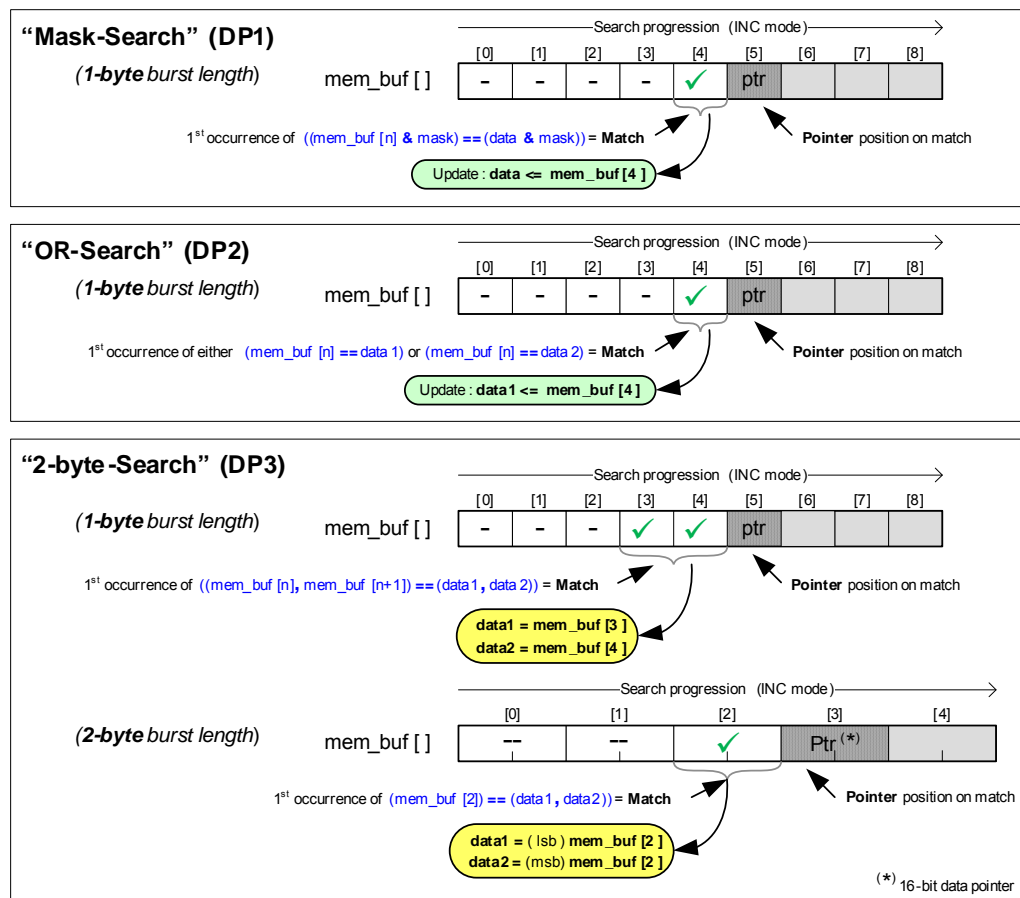 “Mask-Search” (DP1)
(1-byte burst length)
Search progression (INC mode)
[0] [1] [2] [3] [4] [5] [6] [7] [8]
mem_buf [ ] - - - - ✓ ptr
1st occurrence of ((mem_buf [n] & mask) == (data & mask)) = Match
Pointer position on match
Update : data <= mem_buf [4 ]
“OR-Search” (DP2)
(1-byte burst length)
Search progression (INC mode)
[0] [1] [2] [3] [4] [5] [6] [7] [8]
mem_buf [ ] - - - - ✓ ptr
1st occurrence of either (mem_buf [n] == data 1) or (mem_buf [n] == data 2) = Match
Pointer position on match
Update : data1 <= mem_buf [4 ]
“2-byte-Search” (DP3)
(1-byte burst length)
Search progression (INC mode)
[0] [1] [2] [3] [4] [5] [6] [7] [8]
mem_buf [ ] - - - ✓ ✓ ptr
1st occurrence of ((mem_buf [n], mem_buf [n+1]) == (data1, data 2)) = Match
Pointer position on match
data1 = mem_buf [3 ]
data2 = mem_buf [4 ]
(2-byte burst length)
Search progression (INC mode)
[0] [1] [2] [3] [4]
mem_buf [ ] -- -- ✓ Ptr (*)
1st occurrence of (mem_buf [2]) == (data1, data2)) = Match
Pointer position on match
data1 = ( lsb ) mem_buf [2 ]
data2 = (msb) mem_buf [2 ]
(*) 16-bit data pointer